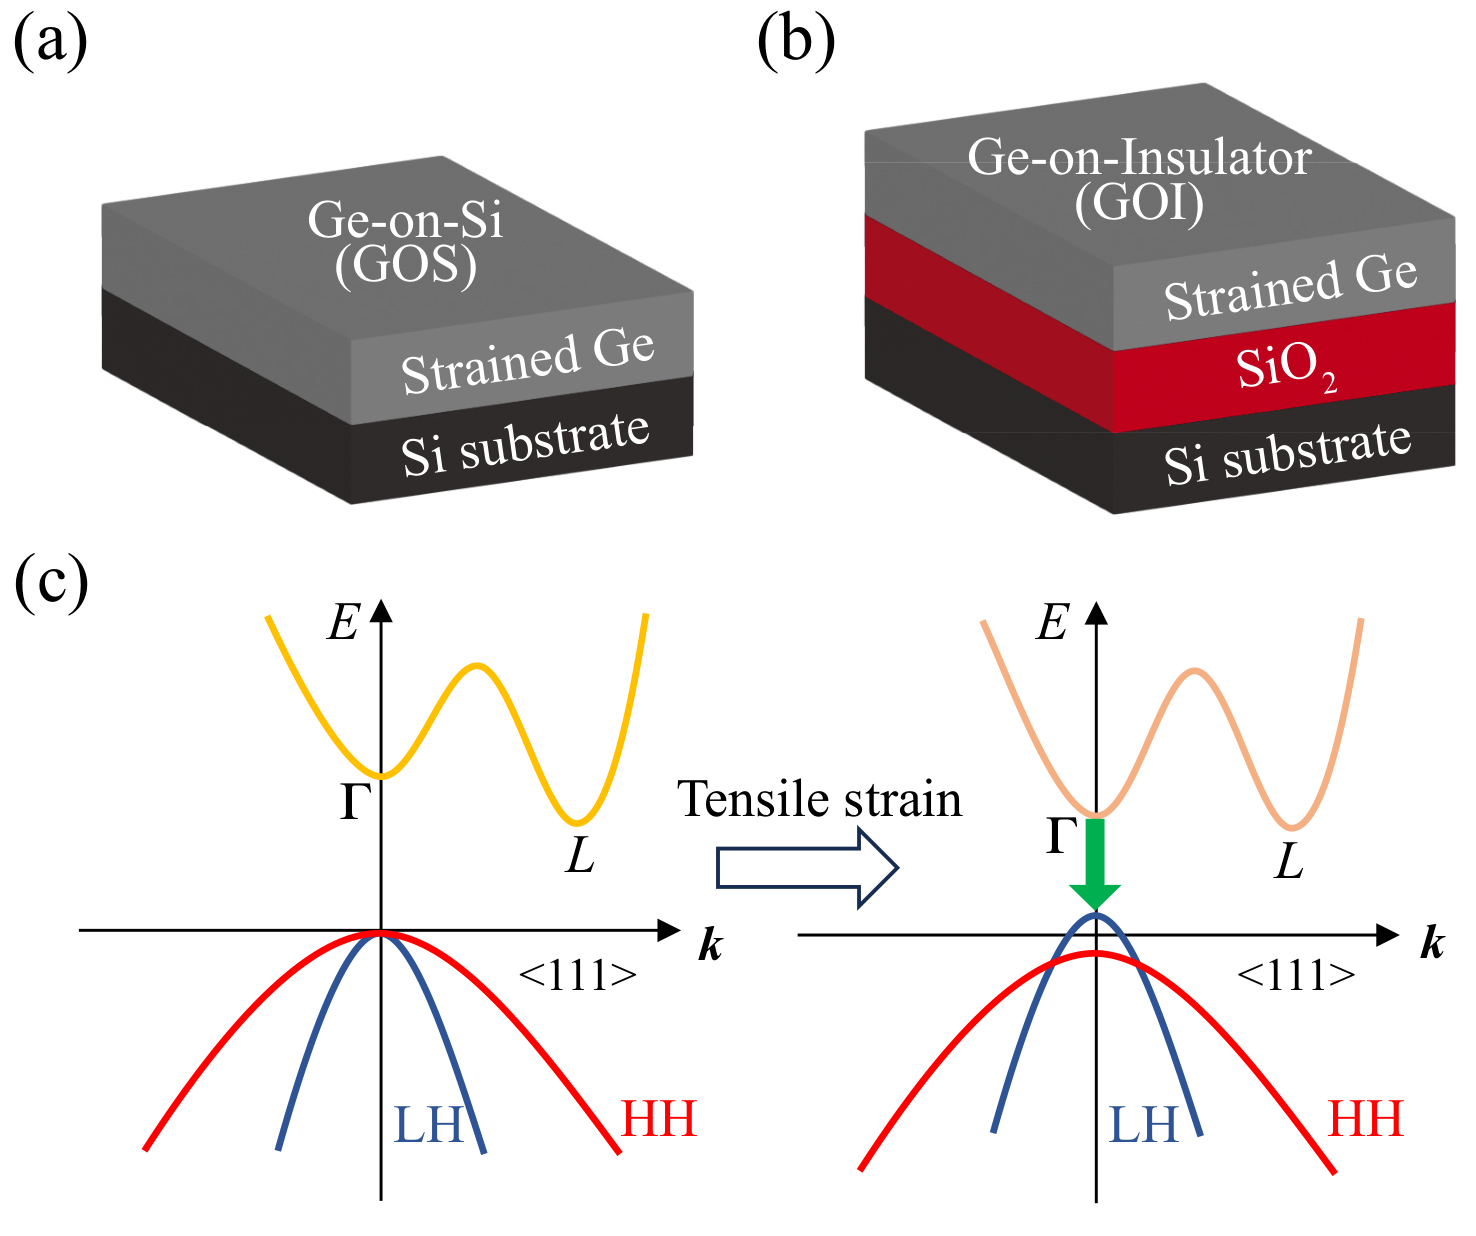 (a)
Ge-on-Si
(GOS)
Strained Ge
Si substrate
(b)
Ge-on-Insulator
(GOI)
Strained Ge
SiO₂
Si substrate
(c)
E
Γ
L
k
<111>
LH
HH
Tensile strain
E
Γ
L
k
<111>
LH
HH